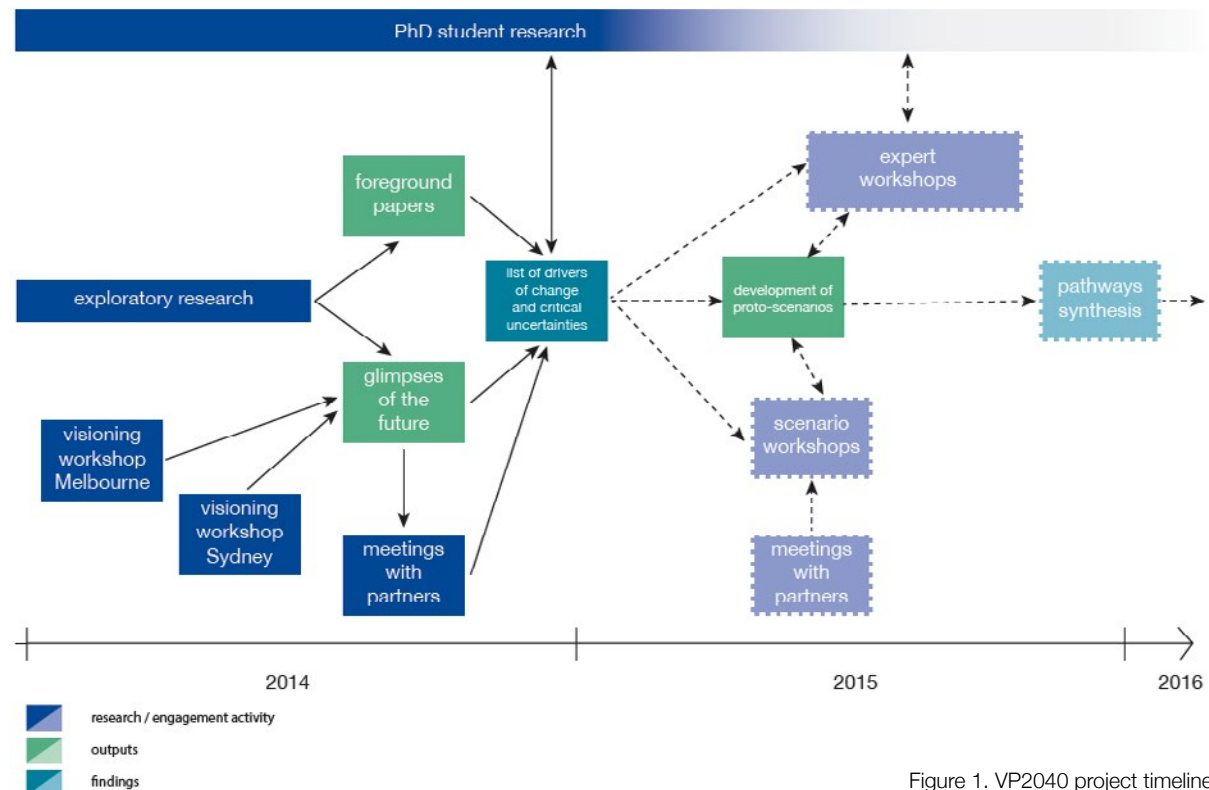 PhD student research
expert
workshops
foreground
papers
list of drivers
of change
and critical
uncertainties
exploratory research
development of
proto-scenarios
pathways
synthesis
glimpses
of the
future
scenario
workshops
visioning
workshop
Melbourne
visioning
workshop
Sydney
meetings
with
partners
meetings
with
partners
2014
2015
2016
research / engagement activity
outputs
findings
Figure 1. VP2040 project timeline